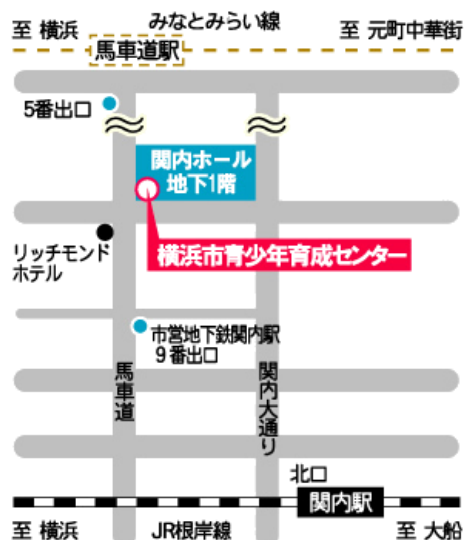 みなとみらい線
至 横浜
至 元町中華街
馬車道駅
5番出口
関内ホール
地下1階
横浜市青少年育成センター
リッチモンド
ホテル
市営地下鉄関内駅
9番出口
馬車道
関内大通り
北口
関内駅
至 横浜
JR根岸線
至 大船